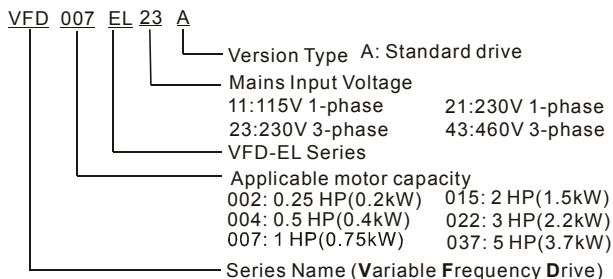 VFD 007 EL 23 A
Version Type A: Standard drive
Mains Input Voltage
11:115V 1-phase 21:230V 1-phase
23:230V 3-phase 43:460V 3-phase
VFD-EL Series
Applicable motor capacity
002: 0.25 HP(0.2kW) 015: 2 HP(1.5kW)
004: 0.5 HP(0.4kW) 022: 3 HP(2.2kW)
007: 1 HP(0.75kW) 037: 5 HP(3.7kW)
Series Name (Variable Frequency Drive)